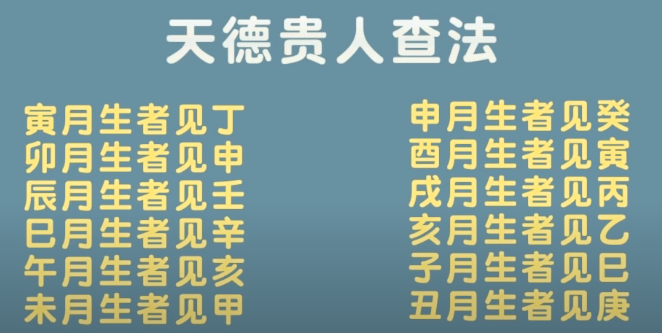 天德贵人查法
寅月生者见丁
卯月生者见申
辰月生者见壬
巳月生者见辛
午月生者见亥
未月生者见甲
申月生者见癸
酉月生者见寅
戌月生者见丙
亥月生者见乙
子月生者见巳
丑月生者见庚